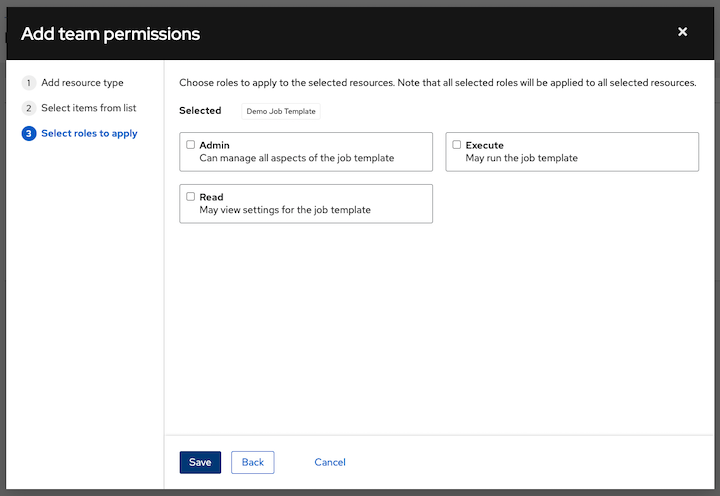 Add team permissions
1 Add resource type
2 Select items from list
3 Select roles to apply
Choose roles to apply to the selected resources. Note that all selected roles will be applied to all selected resources.
Selected Demo Job Template
Admin
Can manage all aspects of the job template
Execute
May run the job template
Read
May view settings for the job template
Save Back Cancel